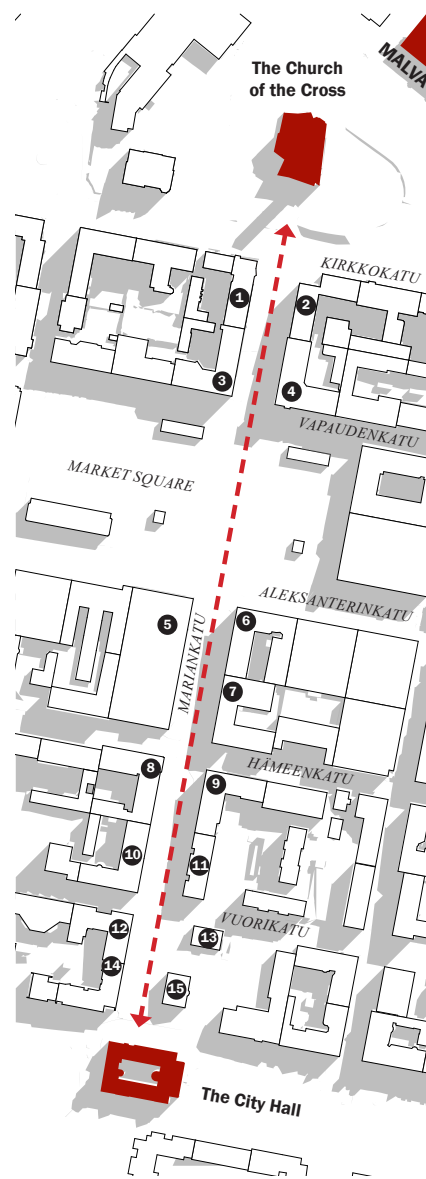 MALVA
The Church
of the Cross
KIRKKOKATU
1
2
3
4
VAPAUDENKATU
MARKET SQUARE
ALEKSANTERINKATU
5
6
MARIANKATU
7
HÄMEENKATU
8
9
10
11
VUORIKATU
12
13
14
15
The City Hall